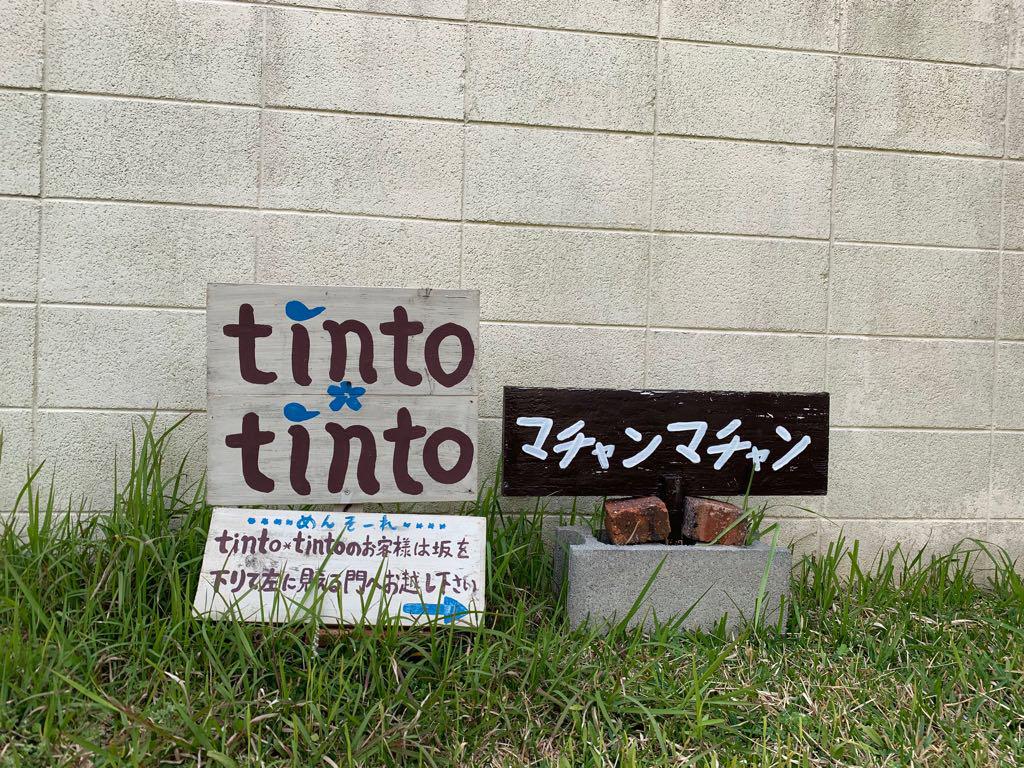 tinto
*
tinto
めんそーれ
tinto*tintoのお客様は坂を
下りて左に見える門へお越し下さい
マチャンマチャン